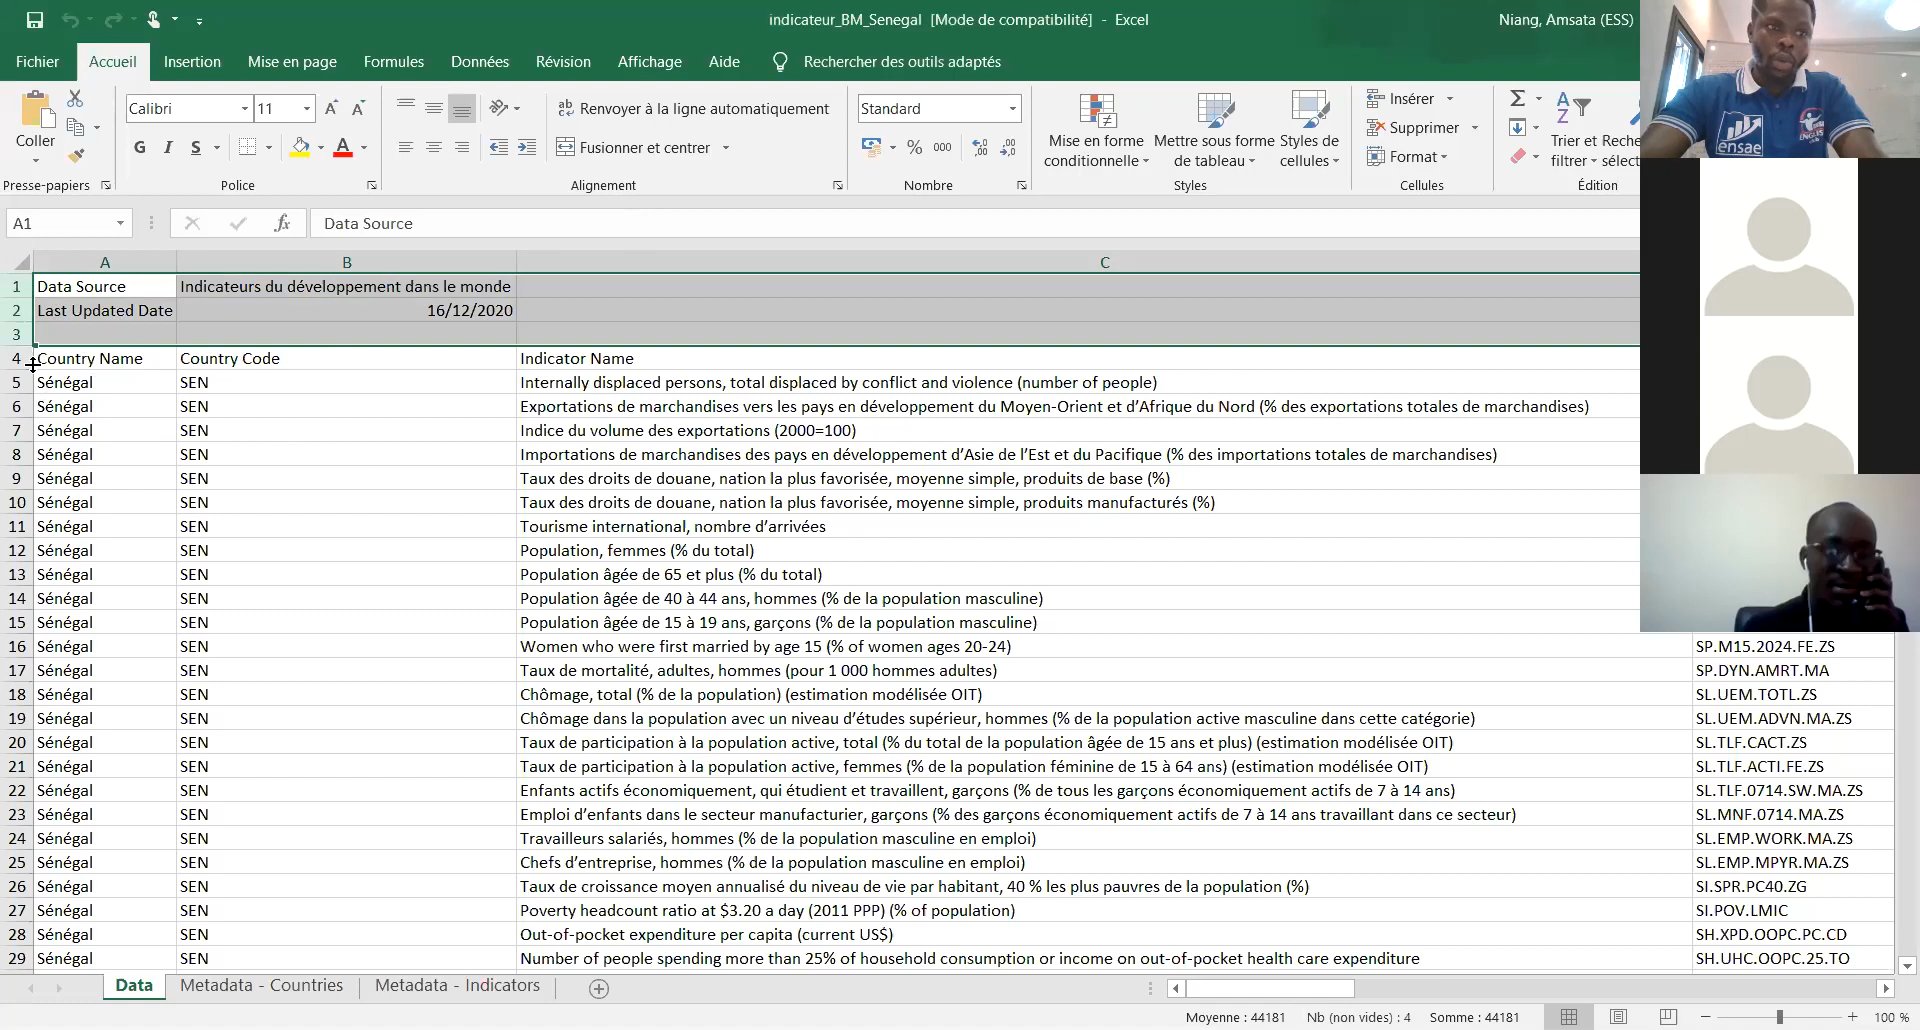 indicateur_BM_Senegal [Mode de compatibilité] - Excel
Niang, Amsata (ESS)
Fichier Accueil Insertion Mise en page Formules Données Révision Affichage Aide Rechercher des outils adaptés
Coller
Calibri 11
G I S
Renvoyer à la ligne automatiquement
Fusionner et centrer
Standard
% 000
Mise en forme conditionnelle
Mettre sous forme de tableau
Styles de cellules
Insérer
Supprimer
Format
Trier et filtrer
Presse-papiers Police Alignement Nombre Styles Cellules Édition
A1 fx Data Source
A B C
1 Data Source Indicateurs du développement dans le monde
2 Last Updated Date 16/12/2020
3
4 Country Name Country Code Indicator Name
5 Sénégal SEN Internally displaced persons, total displaced by conflict and violence (number of people)
6 Sénégal SEN Exportations de marchandises vers les pays en développement du Moyen-Orient et d’Afrique du Nord (% des exportations totales de marchandises)
7 Sénégal SEN Indice du volume des exportations (2000=100)
8 Sénégal SEN Importations de marchandises des pays en développement d’Asie de l’Est et du Pacifique (% des importations totales de marchandises)
9 Sénégal SEN Taux des droits de douane, nation la plus favorisée, moyenne simple, produits de base (%)
10 Sénégal SEN Taux des droits de douane, nation la plus favorisée, moyenne simple, produits manufacturés (%)
11 Sénégal SEN Tourisme international, nombre d’arrivées
12 Sénégal SEN Population, femmes (% du total)
13 Sénégal SEN Population âgée de 65 et plus (% du total)
14 Sénégal SEN Population âgée de 40 à 44 ans, hommes (% de la population masculine)
15 Sénégal SEN Population âgée de 15 à 19 ans, garçons (% de la population masculine)
16 Sénégal SEN Women who were first married by age 15 (% of women ages 20-24) SP.M15.2024.FE.ZS
17 Sénégal SEN Taux de mortalité, adultes, hommes (pour 1 000 hommes adultes) SP.DYN.AMRT.MA
18 Sénégal SEN Chômage, total (% de la population) (estimation modélisée OIT) SL.UEM.TOTL.ZS
19 Sénégal SEN Chômage dans la population avec un niveau d’études supérieur, hommes (% de la population active masculine dans cette catégorie) SL.UEM.ADVN.MA.ZS
20 Sénégal SEN Taux de participation à la population active, total (% du total de la population âgée de 15 ans et plus) (estimation modélisée OIT) SL.TLF.CACT.ZS
21 Sénégal SEN Taux de participation à la population active, femmes (% de la population féminine de 15 à 64 ans) (estimation modélisée OIT) SL.TLF.ACTI.FE.ZS
22 Sénégal SEN Enfants actifs économiquement, qui étudient et travaillent, garçons (% de tous les garçons économiquement actifs de 7 à 14 ans) SL.TLF.0714.SW.MA.ZS
23 Sénégal SEN Emploi d’enfants dans le secteur manufacturier, garçons (% des garçons économiquement actifs de 7 à 14 ans travaillant dans ce secteur) SL.MNF.0714.MA.ZS
24 Sénégal SEN Travailleurs salariés, hommes (% de la population masculine en emploi) SL.EMP.WORK.MA.ZS
25 Sénégal SEN Chefs d’entreprise, hommes (% de la population masculine en emploi) SL.EMP.MPYR.MA.ZS
26 Sénégal SEN Taux de croissance moyen annualisé du niveau de vie par habitant, 40 % les plus pauvres de la population (%) SI.SPR.PC40.ZG
27 Sénégal SEN Poverty headcount ratio at $3.20 a day (2011 PPP) (% of population) SI.POV.LMIC
28 Sénégal SEN Out-of-pocket expenditure per capita (current US$) SH.XPD.OOPC.PC.CD
29 Sénégal SEN Number of people spending more than 25% of household consumption or income on out-of-pocket health care expenditure SH.UHC.OOPC.25.TO
Data Metadata - Countries Metadata - Indicators
Moyenne : 44181 Nb (non vides) : 4 Somme : 44181 100 %
ensae